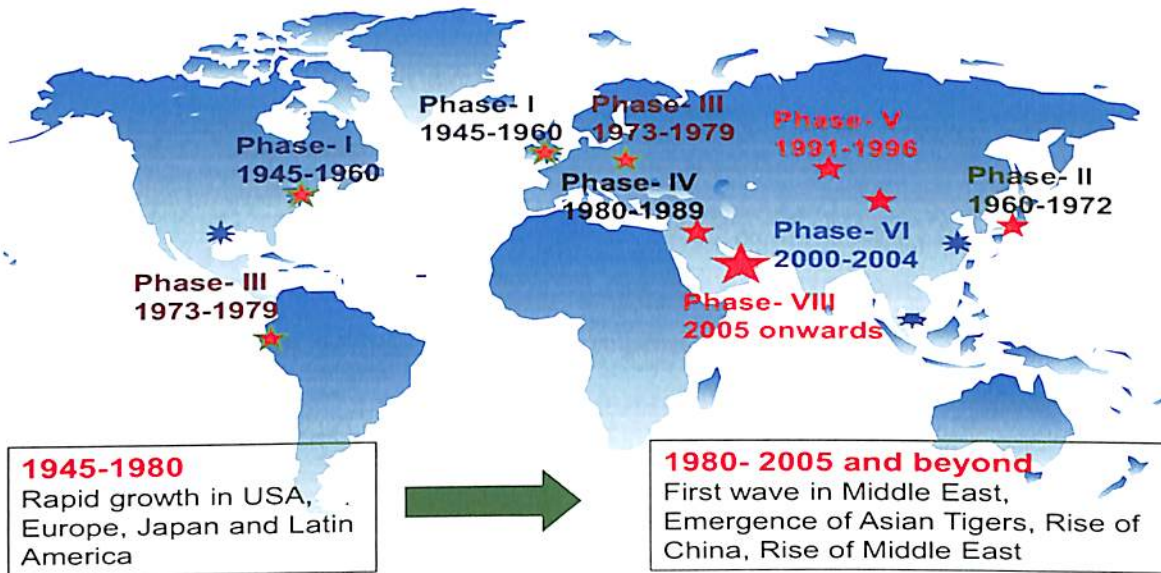 Phase- I
1945-1960
Phase- I
1945-1960
Phase- III
1973-1979
Phase- V
1991-1996
Phase- II
1960-1972
Phase- IV
1980-1989
Phase- VI
2000-2004
Phase- III
1973-1979
Phase- VIII
2005 onwards
1945-1980
Rapid growth in USA,
Europe, Japan and Latin
America
1980- 2005 and beyond
First wave in Middle East,
Emergence of Asian Tigers, Rise of
China, Rise of Middle East